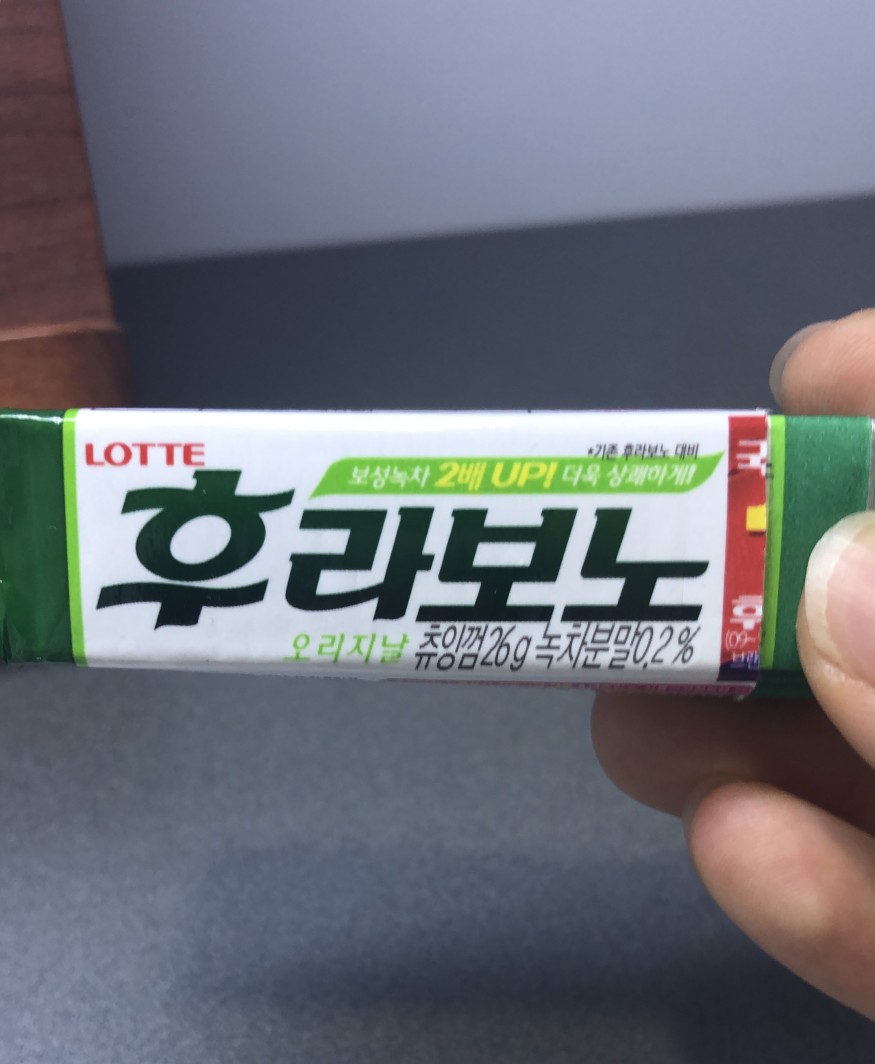 LOTTE
*기존 후라보노 대비
보성녹차 2배 UP! 더욱 상쾌하게!!
후라보노
오리지날 츄잉껌26g 녹차분말0.2%